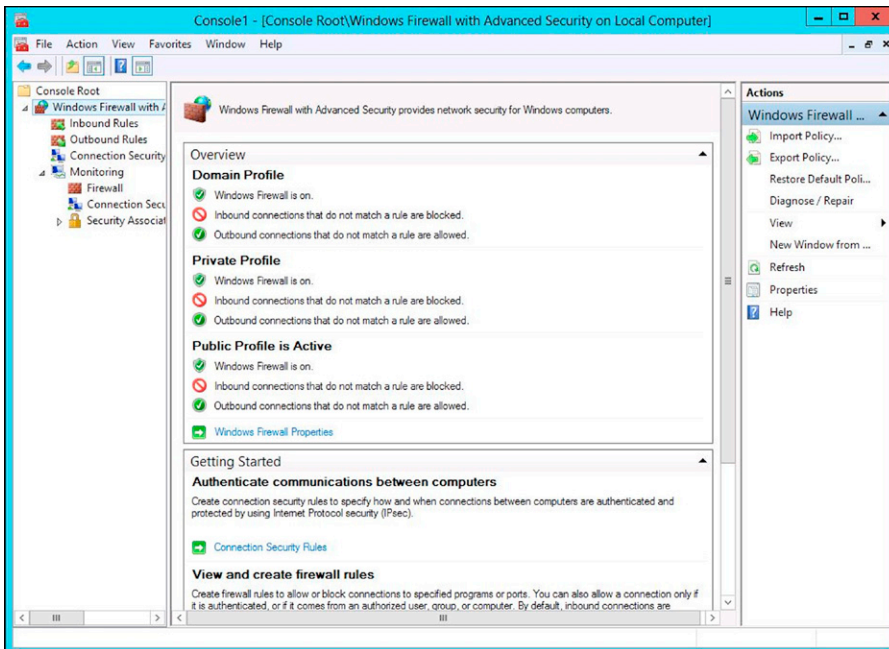 Console1 - [Console Root\Windows Firewall with Advanced Security on Local Computer]
File Action View Favorites Window Help
Console Root
Windows Firewall with A
Inbound Rules
Outbound Rules
Connection Security
Monitoring
Firewall
Connection Secu
Security Associat
Windows Firewall with Advanced Security provides network security for Windows computers.
Overview
Domain Profile
Windows Firewall is on.
Inbound connections that do not match a rule are blocked.
Outbound connections that do not match a rule are allowed.
Private Profile
Windows Firewall is on.
Inbound connections that do not match a rule are blocked.
Outbound connections that do not match a rule are allowed.
Public Profile is Active
Windows Firewall is on.
Inbound connections that do not match a rule are blocked.
Outbound connections that do not match a rule are allowed.
Windows Firewall Properties
Getting Started
Authenticate communications between computers
Create connection security rules to specify how and when connections between computers are authenticated and
protected by using Internet Protocol security (IPsec).
Connection Security Rules
View and create firewall rules
Create firewall rules to allow or block connections to specified programs or ports. You can also allow a connection only if
it is authenticated, or if it comes from an authorized user, group, or computer. By default, inbound connections are
Actions
Windows Firewall ...
Import Policy...
Export Policy...
Restore Default Poli...
Diagnose / Repair
View
New Window from ...
Refresh
Properties
Help